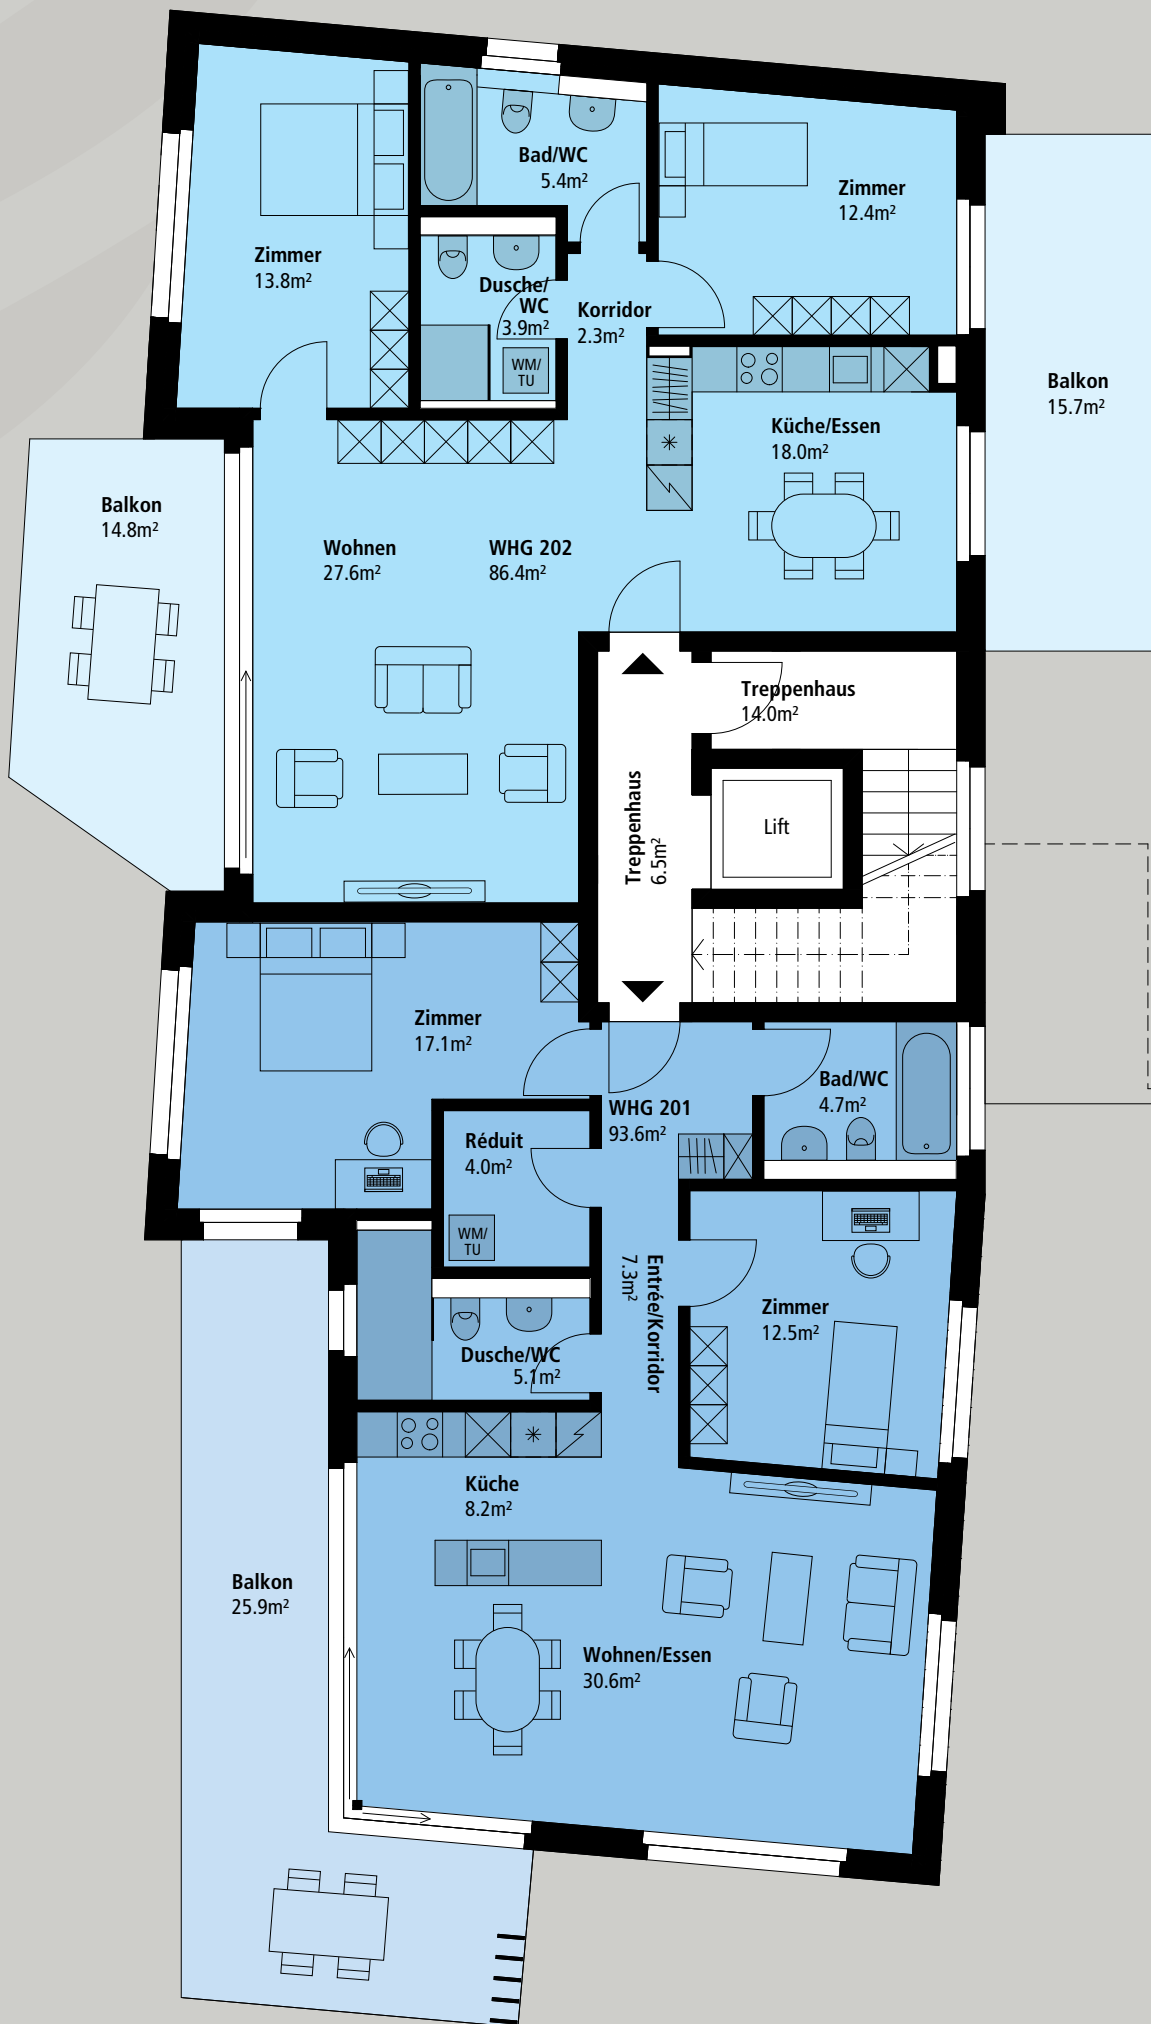 Bad/WC
5.4m²
Zimmer
12.4m²
Zimmer
13.8m²
Dusche/
WC
3.9m²
Korridor
2.3m²
WM/
TU
Balkon
15.7m²
Küche/Essen
18.0m²
Balkon
14.8m²
Wohnen
27.6m²
WHG 202
86.4m²
Treppenhaus
14.0m²
Treppenhaus
6.5m²
Lift
Zimmer
17.1m²
Bad/WC
4.7m²
WHG 201
93.6m²
Réduit
4.0m²
WM/
TU
Entrée/Korridor
7.3m²
Zimmer
12.5m²
Dusche/WC
5.1m²
Küche
8.2m²
Balkon
25.9m²
Wohnen/Essen
30.6m²